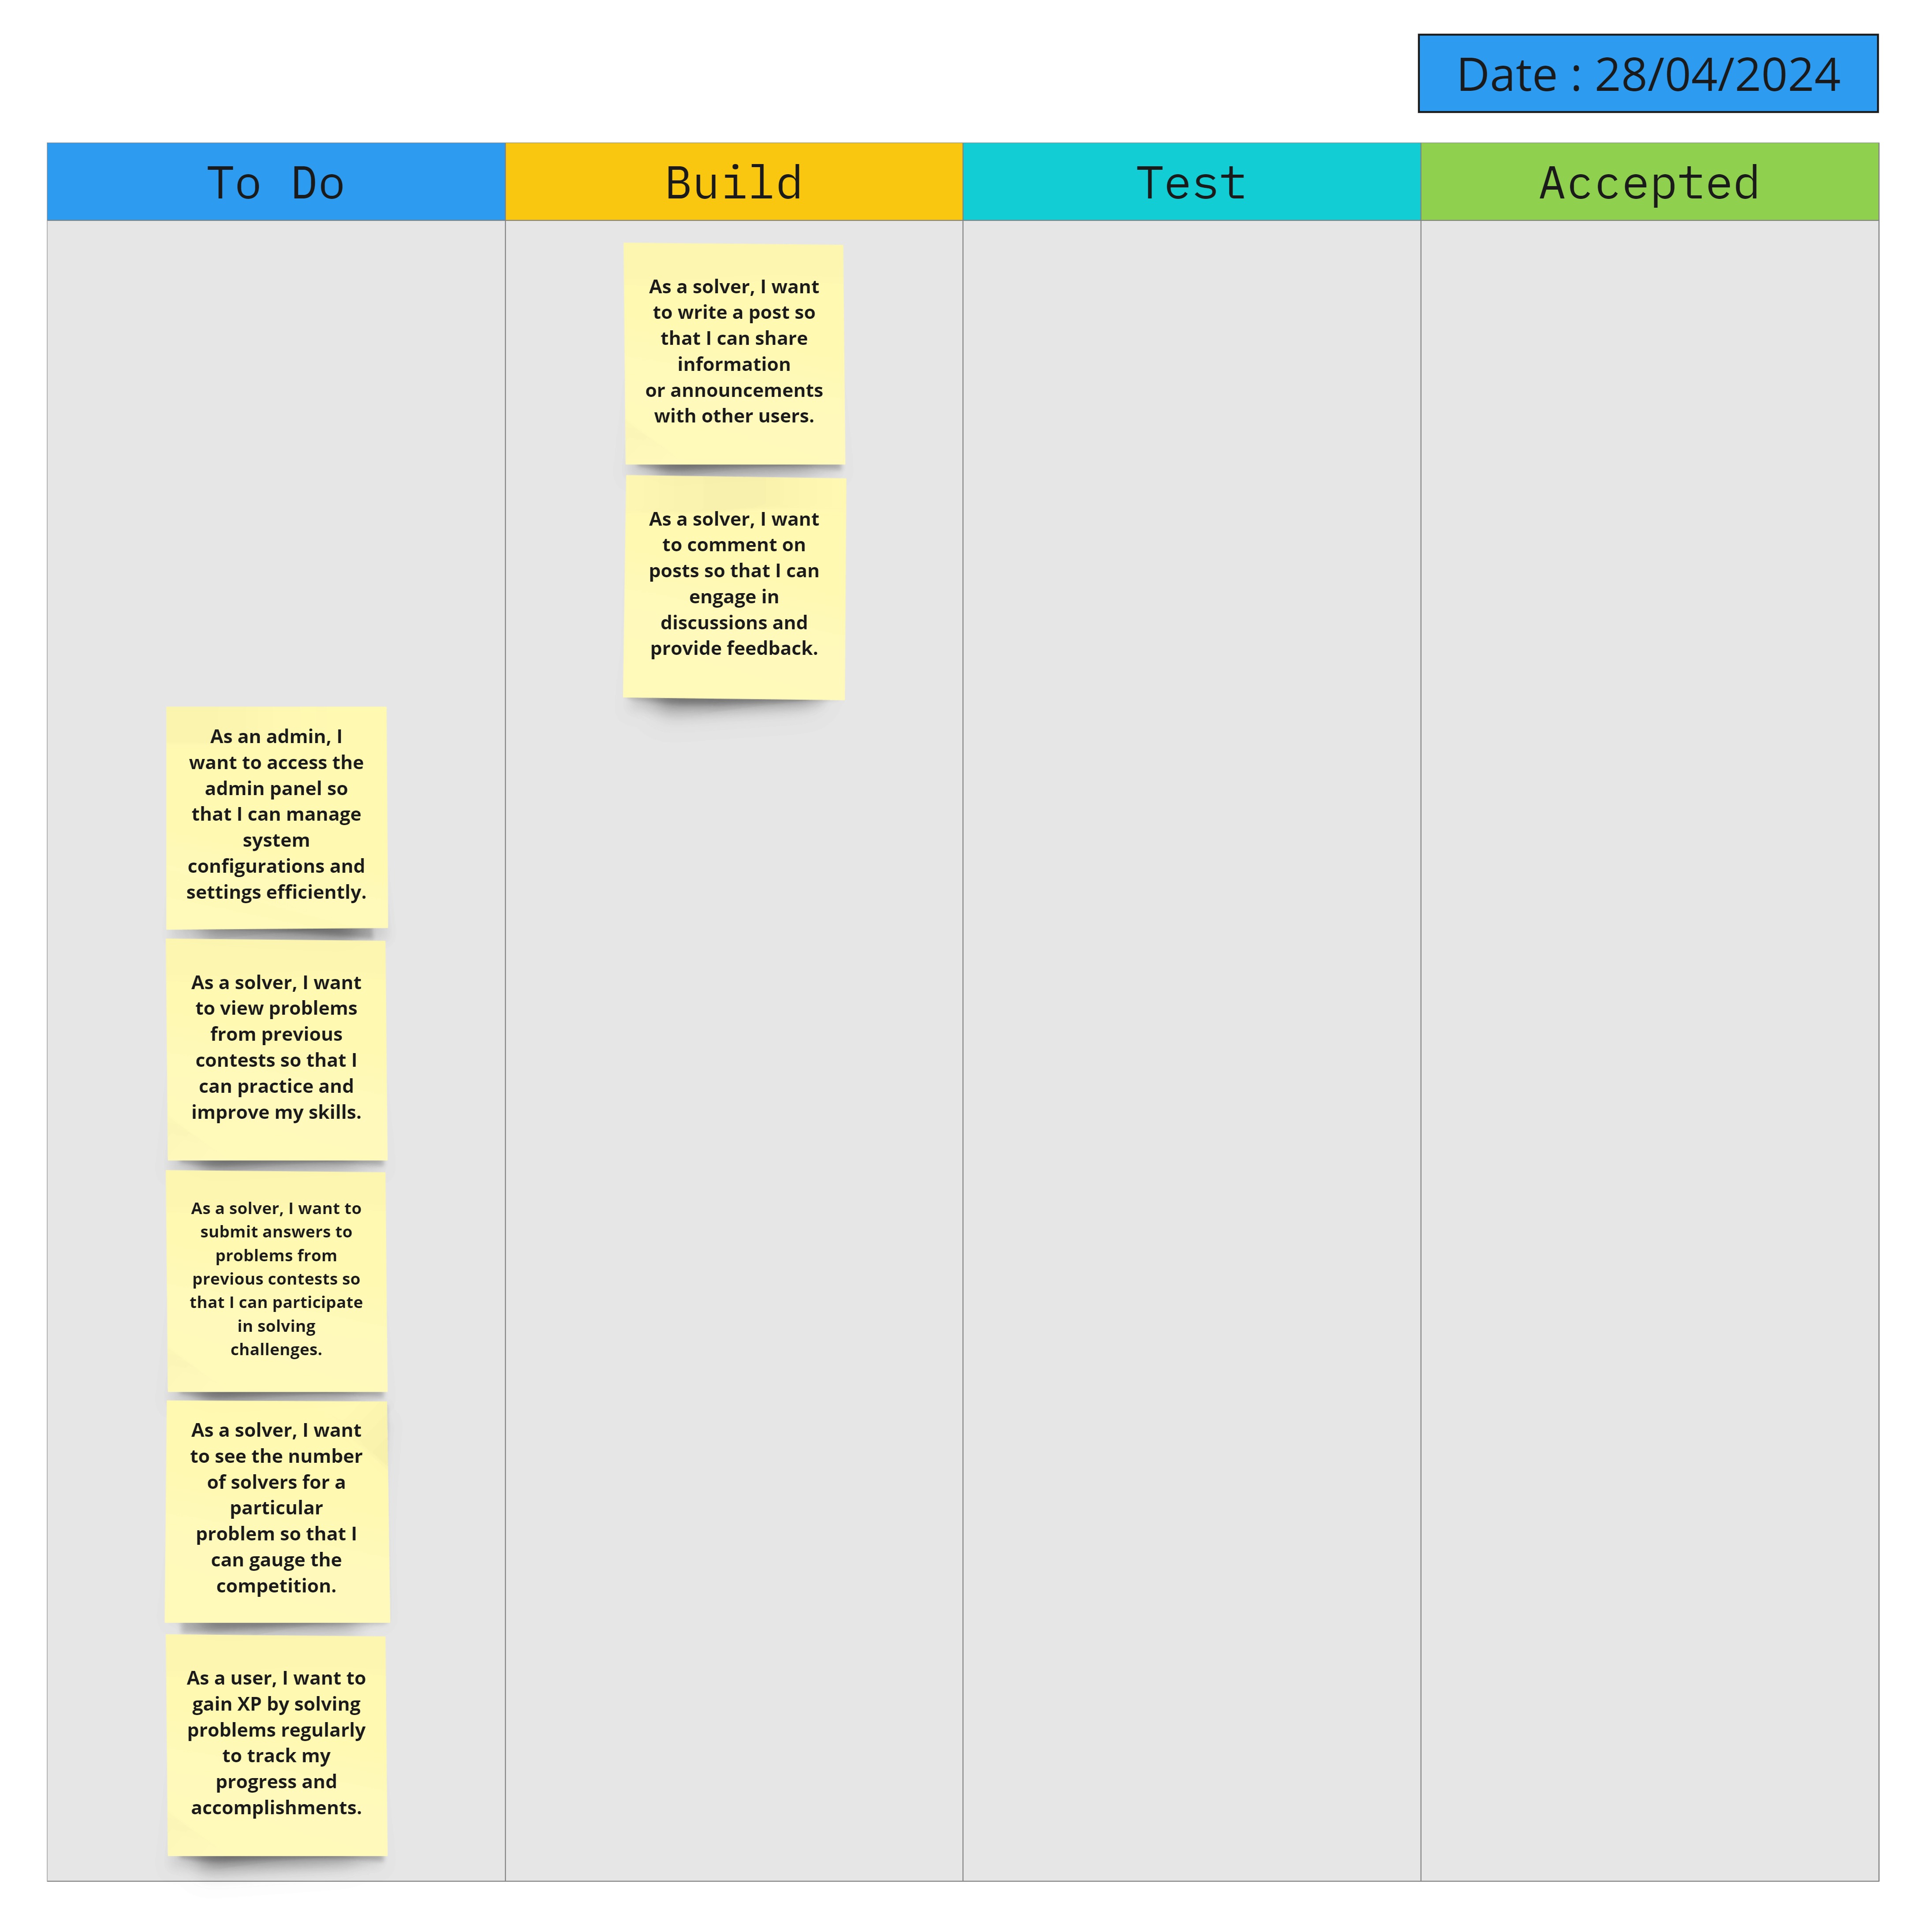 Date : 28/04/2024
To Do
Build
Test
Accepted
As a solver, I want
to write a post so
that I can share
information
or announcements
with other users.
As a solver, I want
to comment on
posts so that I can
engage in
discussions and
provide feedback.
As an admin, I
want to access the
admin panel so
that I can manage
system
configurations and
settings efficiently.
As a solver, I want
to view problems
from previous
contests so that I
can practice and
improve my skills.
As a solver, I want to
submit answers to
problems from
previous contests so
that I can participate
in solving
challenges.
As a solver, I want
to see the number
of solvers for a
particular
problem so that I
can gauge the
competition.
As a user, I want to
gain XP by solving
problems regularly
to track my
progress and
accomplishments.